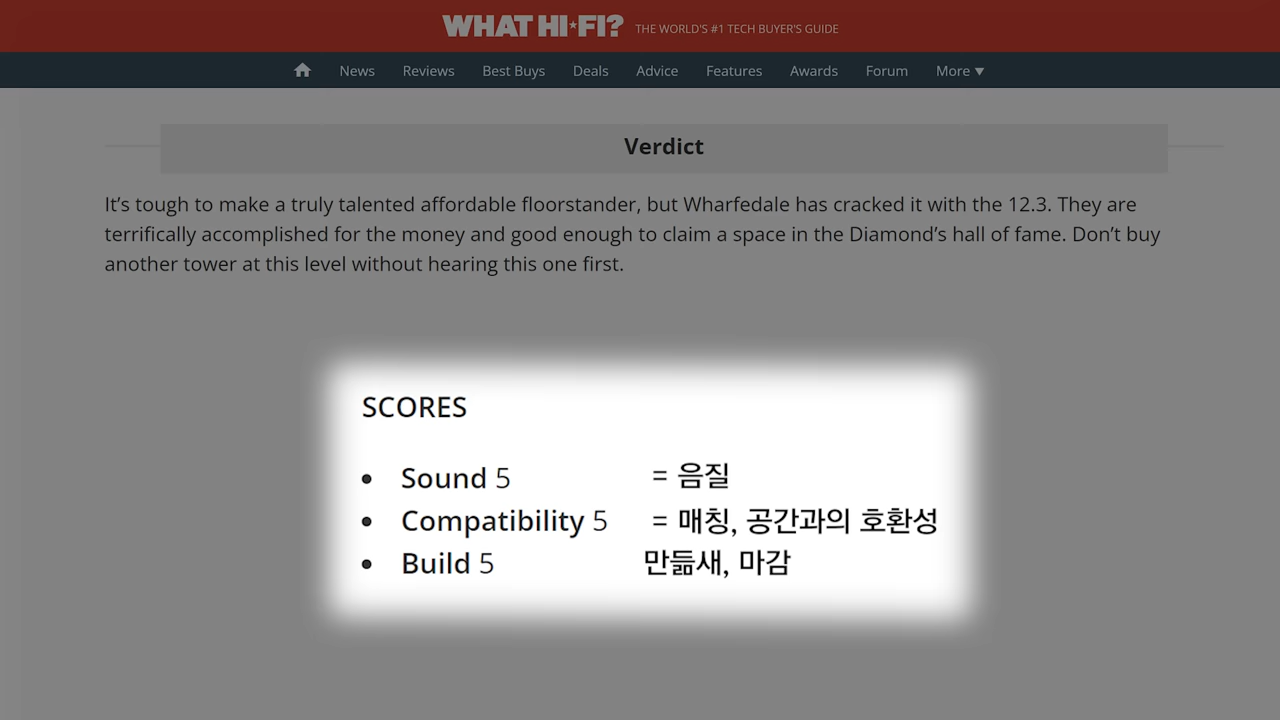 WHAT HI★FI? THE WORLD'S #1 TECH BUYER'S GUIDE
News Reviews Best Buys Deals Advice Features Awards Forum More ▼
Verdict
It's tough to make a truly talented affordable floorstander, but Wharfedale has cracked it with the 12.3. They are
terrifically accomplished for the money and good enough to claim a space in the Diamond's hall of fame. Don't buy
another tower at this level without hearing this one first.
SCORES
• Sound 5 = 음질
• Compatibility 5 = 매칭, 공간과의 호환성
• Build 5 만듦새, 마감